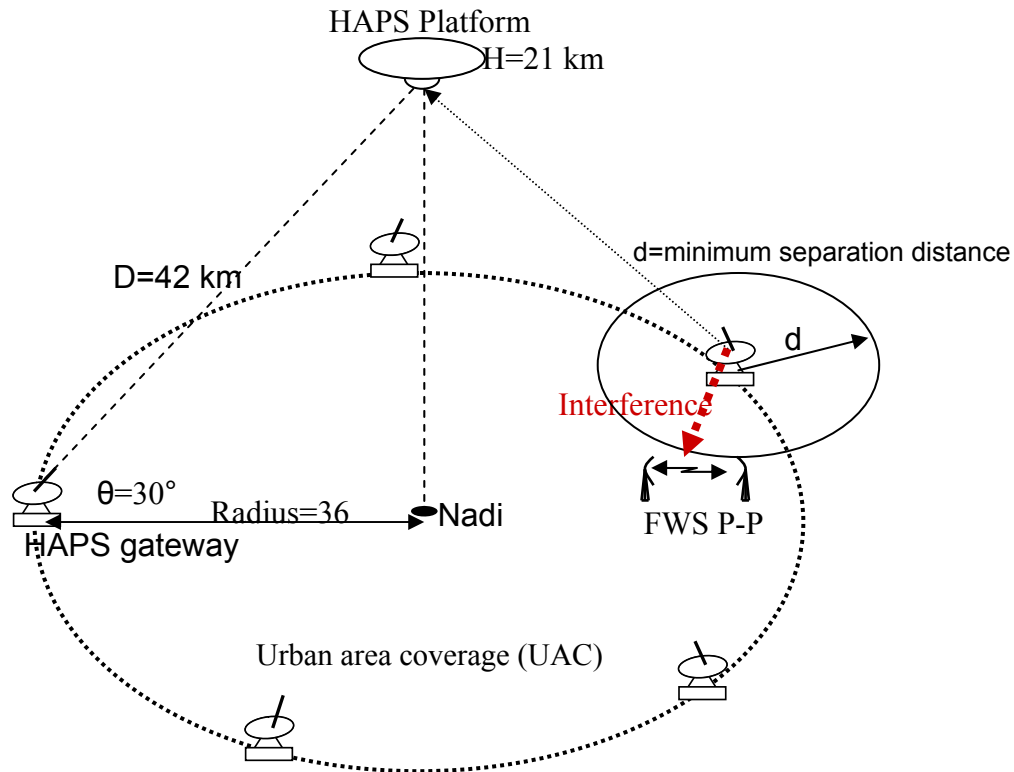 HAPS Platform
H=21 km
d=minimum separation distance
D=42 km
d
Interference
θ=30°
Radius=36
Nadi
FWS P-P
HAPS gateway
Urban area coverage (UAC)